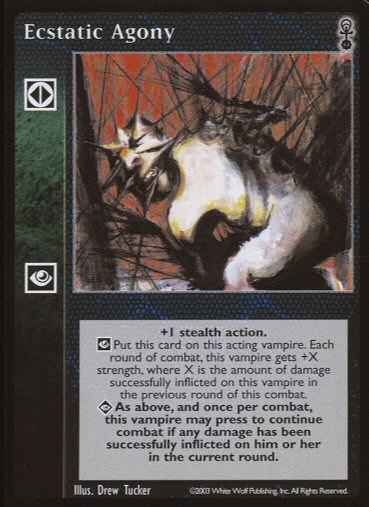 Ecstatic Agony
+1 stealth action.
Put this card on this acting vampire. Each
round of combat, this vampire gets +X
strength, where X is the amount of damage
successfully inflicted on this vampire in
the previous round of this combat.
As above, and once per combat,
this vampire may press to continue
combat if any damage has been
successfully inflicted on him or her
in the current round.
Illus. Drew Tucker ©2003 White Wolf Publishing, Inc. All Rights Reserved.